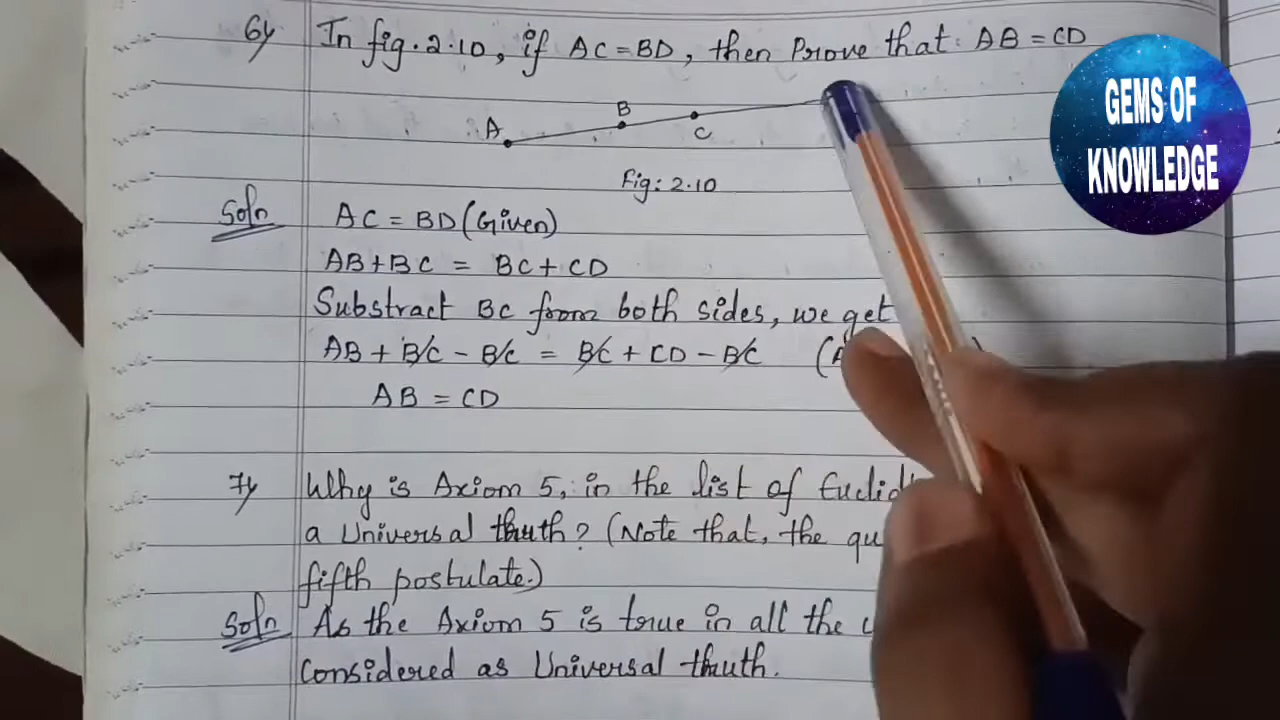 6) In fig.2.10, if AC=BD, then Prove that: AB=CD
A B C
Fig: 2.10
Soln AC = BD (Given)
AB+BC = BC+CD
Substract BC from both sides, we get
AB + BC - BC = BC + CD - BC
AB = CD
7) Why is Axiom 5, in the list of
a Universal truth? (Note that, the
fifth postulate.)
Soln As the Axiom 5 is true in all the
considered as Universal truth.
GEMS OF
KNOWLEDGE